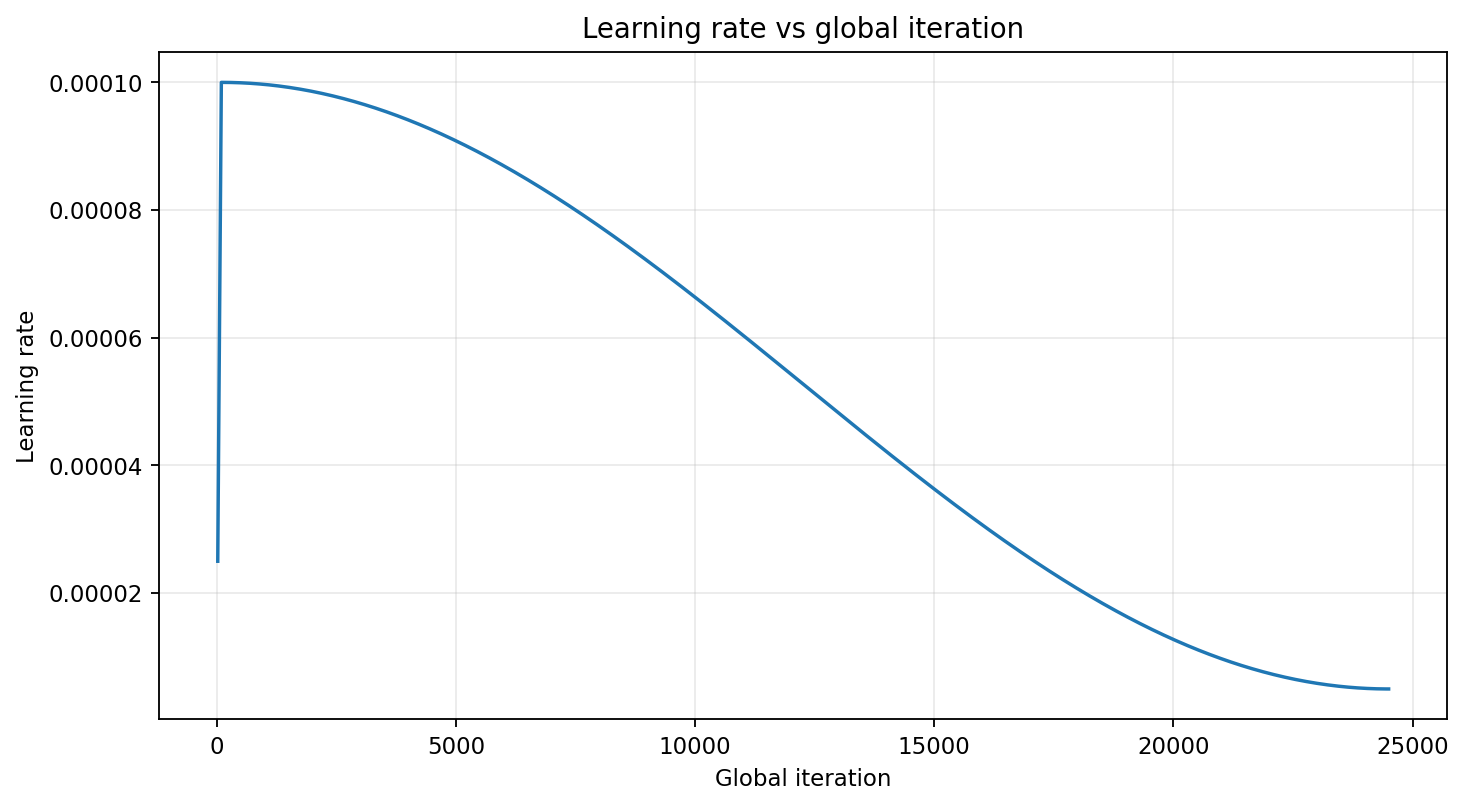 Learning rate vs global iteration
0.00010
0.00008
0.00006
0.00004
0.00002
Learning rate
0 5000 10000 15000 20000 25000
Global iteration